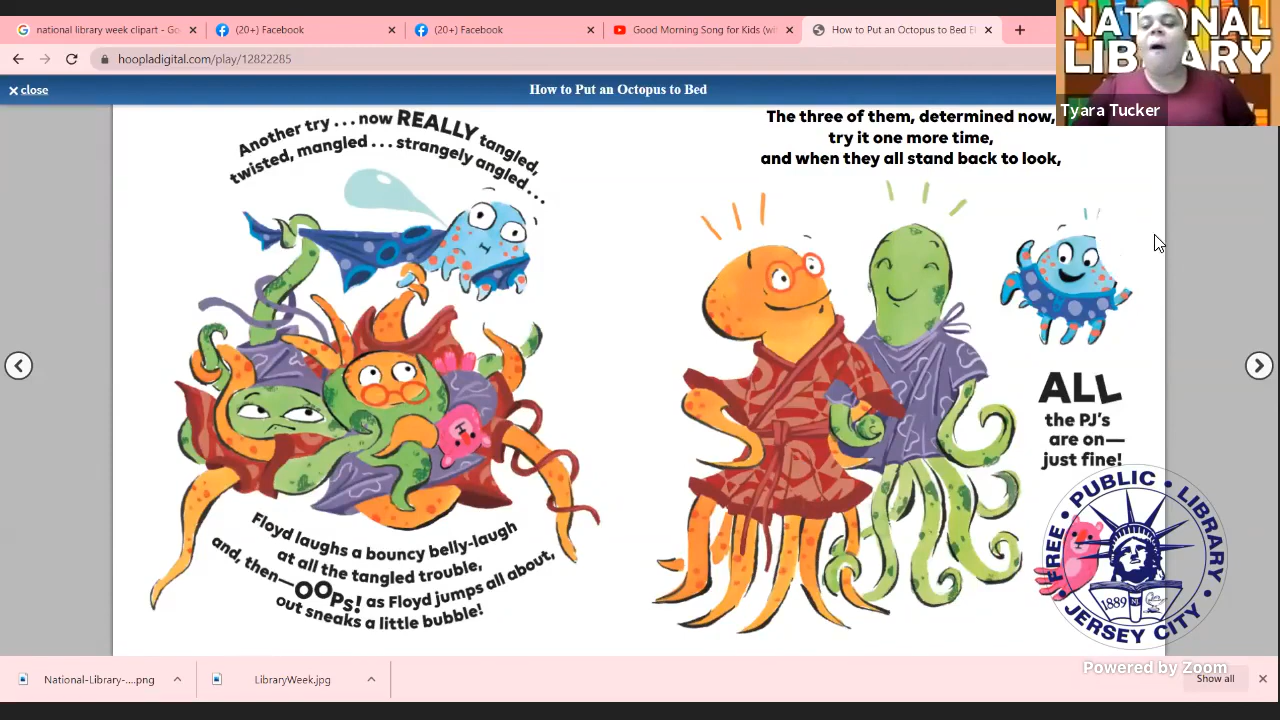 national library week clipart - Go
(20+) Facebook
(20+) Facebook
Good Morning Song for Kids (wi
How to Put an Octopus to Bed E
NATIONAL
LIBRARY
hoopladigital.com/play/12822285
Tyara Tucker
close
How to Put an Octopus to Bed
Another try...now REALLY tangled,
twisted, mangled...strangely angled...
Floyd laughs a bouncy belly-laugh
at all the tangled trouble,
and, then—OOPS! as Floyd jumps all about,
out sneaks a little bubble!
The three of them, determined now,
try it one more time,
and when they all stand back to look,
ALL
the PJ's
are on—
just fine!
FREE • PUBLIC • LIBRARY
1889
JERSEY CITY
Powered by Zoom
National-Library-....png
LibraryWeek.jpg
Show all